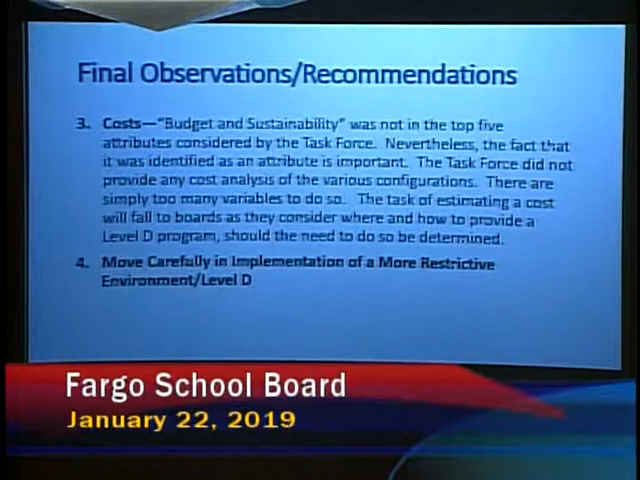 Final Observations/Recommendations
3. Costs—"Budget and Sustainability" was not in the top five
attributes considered by the Task Force. Nevertheless, the fact that
it was identified as an attribute is important. The Task Force did not
provide any cost analysis of the various configurations. There are
simply too many variables to do so. The task of estimating a cost
will fall to boards as they consider where and how to provide a
Level D program, should the need to do so be determined.
4. Move Carefully in Implementation of a More Restrictive
Environment/Level D
Fargo School Board
January 22, 2019